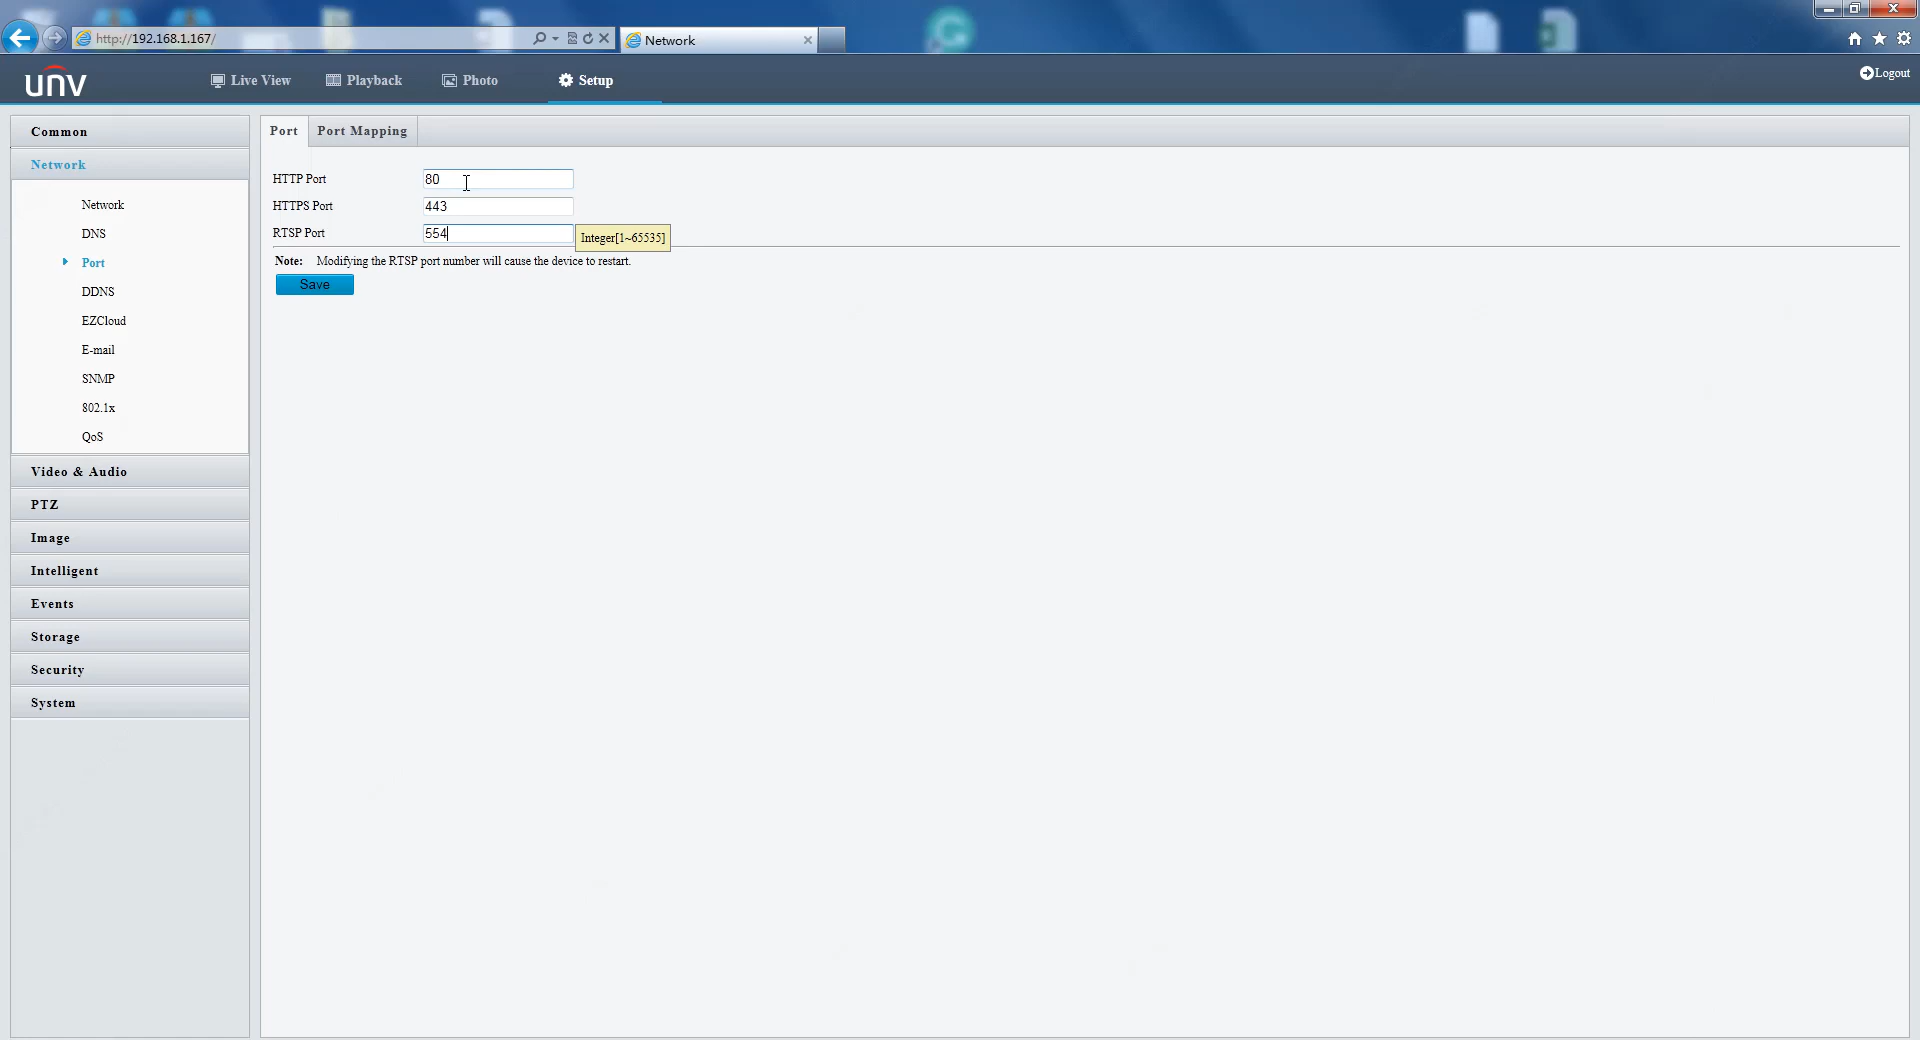 http://192.168.1.167/
Network
unv
Live View
Playback
Photo
Setup
Logout
Common
Network
Network
DNS
Port
DDNS
EZCloud
E-mail
SNMP
802.1x
QoS
Video & Audio
PTZ
Image
Intelligent
Events
Storage
Security
System
Port
Port Mapping
HTTP Port 80
HTTPS Port 443
RTSP Port 554
Integer[1~65535]
Note: Modifying the RTSP port number will cause the device to restart.
Save